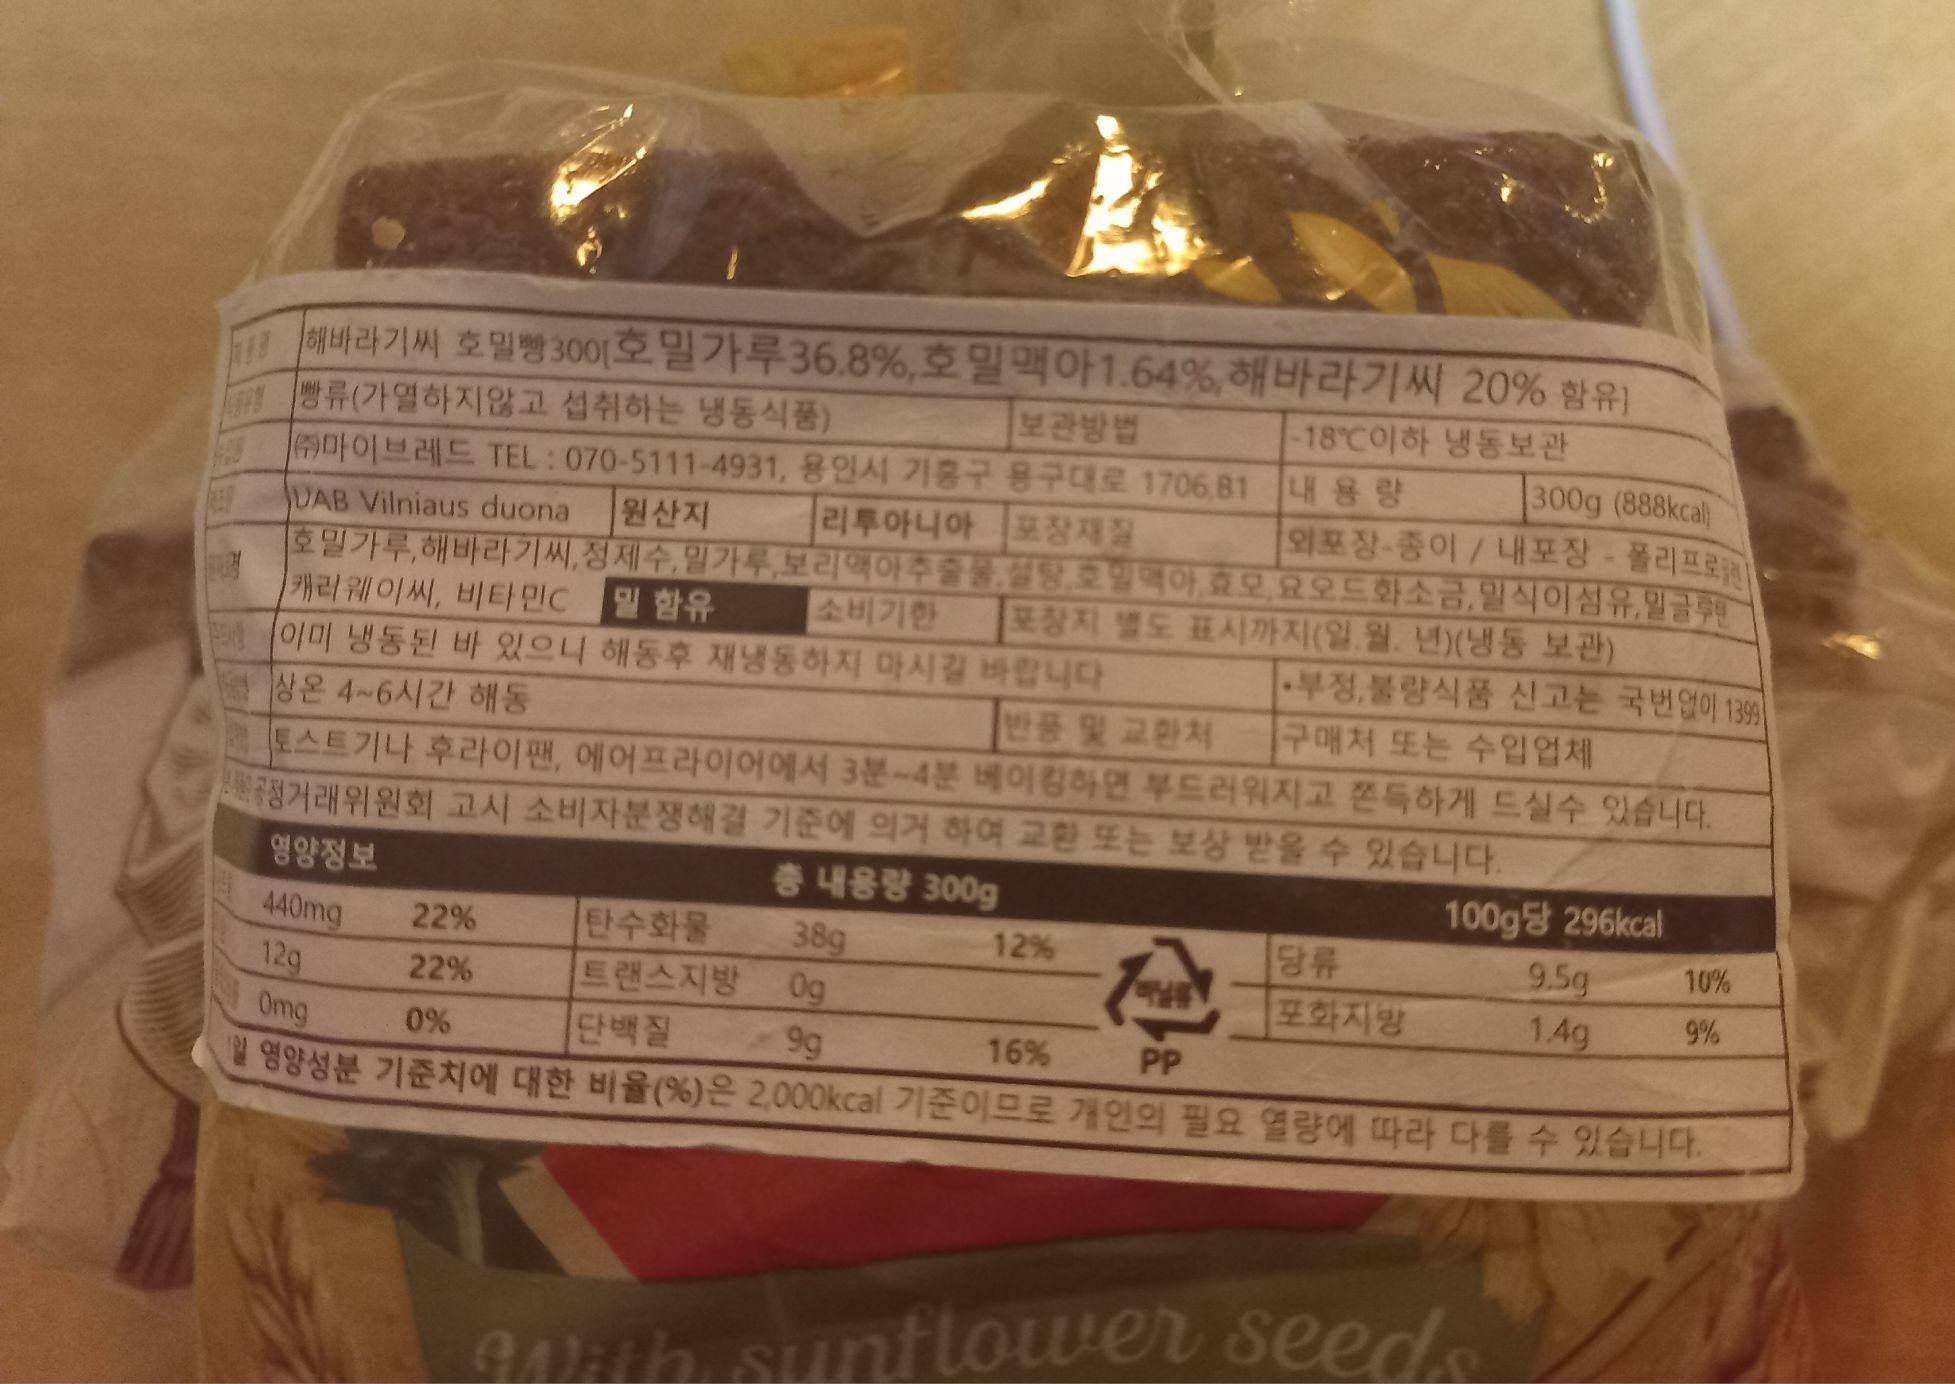 제품명 해바라기씨 호밀빵300[호밀가루36.8%,호밀맥아1.64%,해바라기씨 20% 함유]
식품유형 빵류(가열하지않고 섭취하는 냉동식품) 보관방법 -18℃이하 냉동보관
㈜마이브레드 TEL : 070-5111-4931, 용인시 기흥구 용구대로 1706,B1 내 용 량 300g (888kcal)
UAB Vilniaus duona 원산지 리투아니아 포장재질 외포장-종이 / 내포장 - 폴리프로필렌
호밀가루,해바라기씨,정제수,밀가루,보리맥아추출물,설탕,호밀맥아,효모,요오드화소금,밀식이섬유,밀글루텐
캐러웨이씨, 비타민C 밀 함유 소비기한 포장지 별도 표시까지(일.월. 년)(냉동 보관)
이미 냉동된 바 있으니 해동후 재냉동하지 마시길 바랍니다 •부정,불량식품 신고는 국번없이 1399
상온 4~6시간 해동 반품 및 교환처 구매처 또는 수입업체
토스트기나 후라이팬, 에어프라이어에서 3분~4분 베이킹하면 부드러워지고 쫀득하게 드실수 있습니다.
공정거래위원회 고시 소비자분쟁해결 기준에 의거 하여 교환 또는 보상 받을 수 있습니다.
영양정보 총 내용량 300g 100g당 296kcal
440mg 22% 탄수화물 38g 12% 당류 9.5g 10%
12g 22% 트랜스지방 0g 비닐류 포화지방 1.4g 9%
0mg 0% 단백질 9g 16% PP
1일 영양성분 기준치에 대한 비율(%)은 2,000kcal 기준이므로 개인의 필요 열량에 따라 다를 수 있습니다.
With sunflower seeds